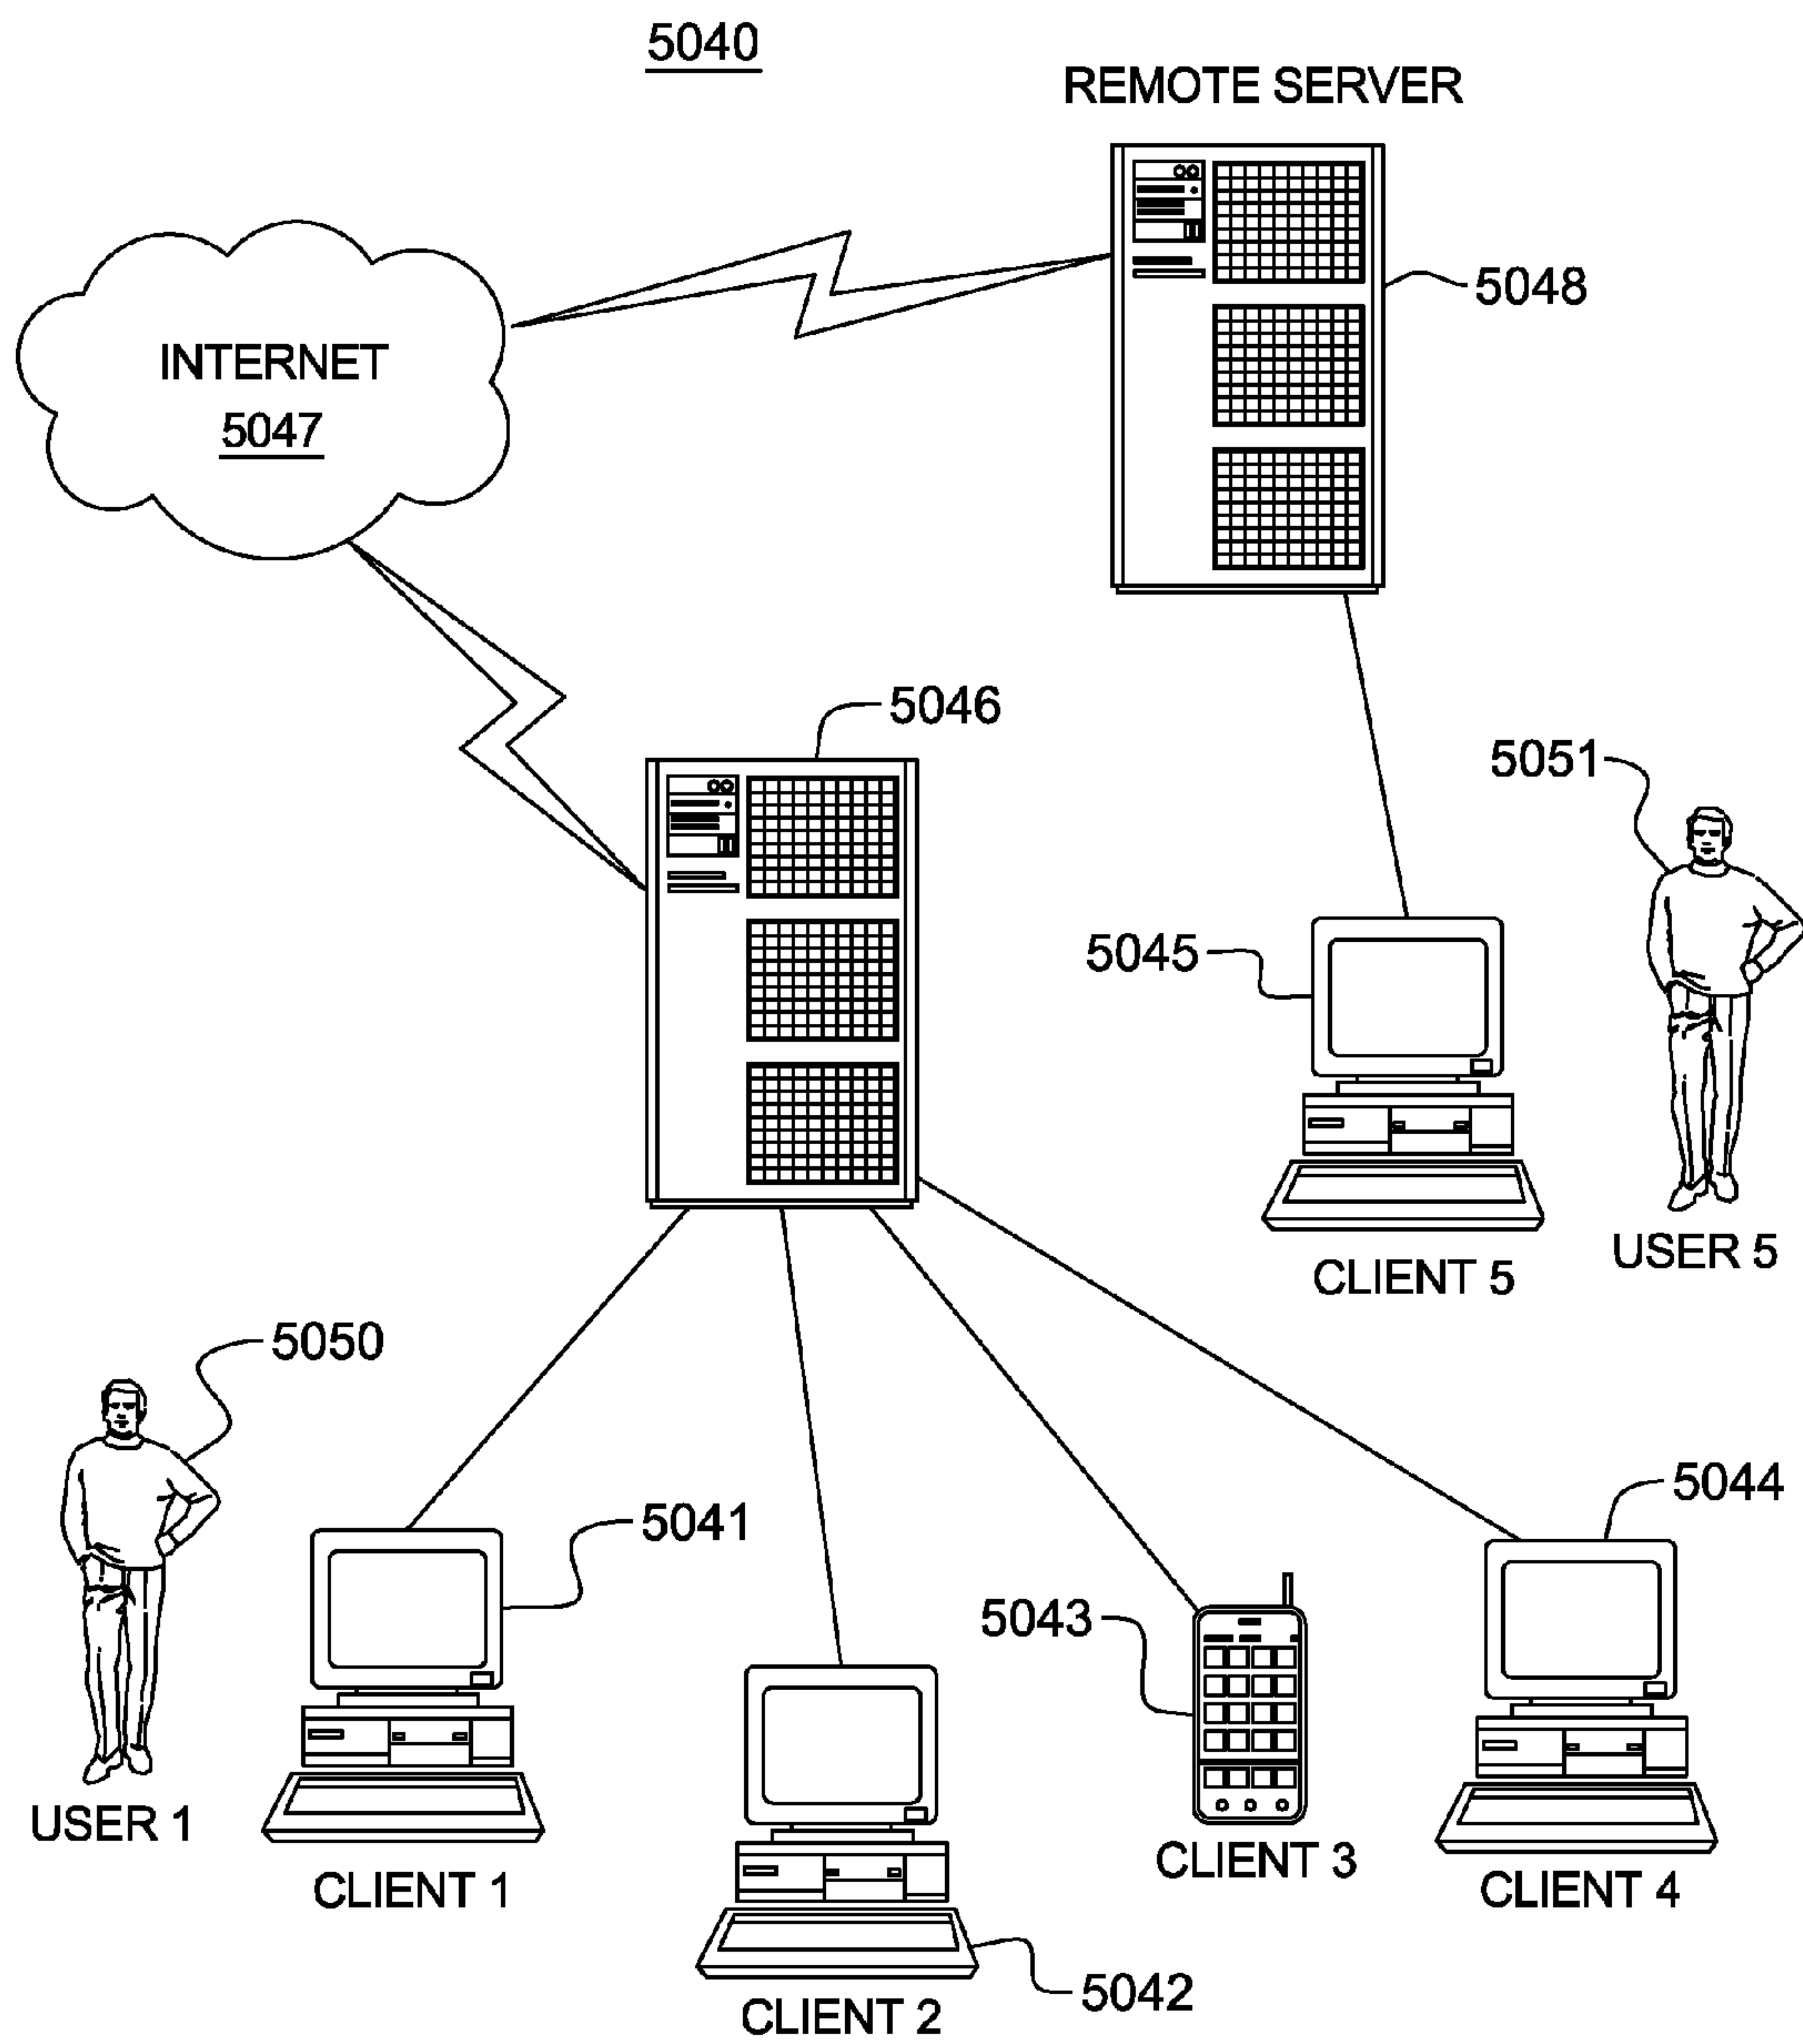 5040
REMOTE SERVER
5048
INTERNET
5047
5046
5051
5045
USER 5
CLIENT 5
5050
5044
5041
5043
USER 1
CLIENT 3
CLIENT 1
CLIENT 4
5042
CLIENT 2